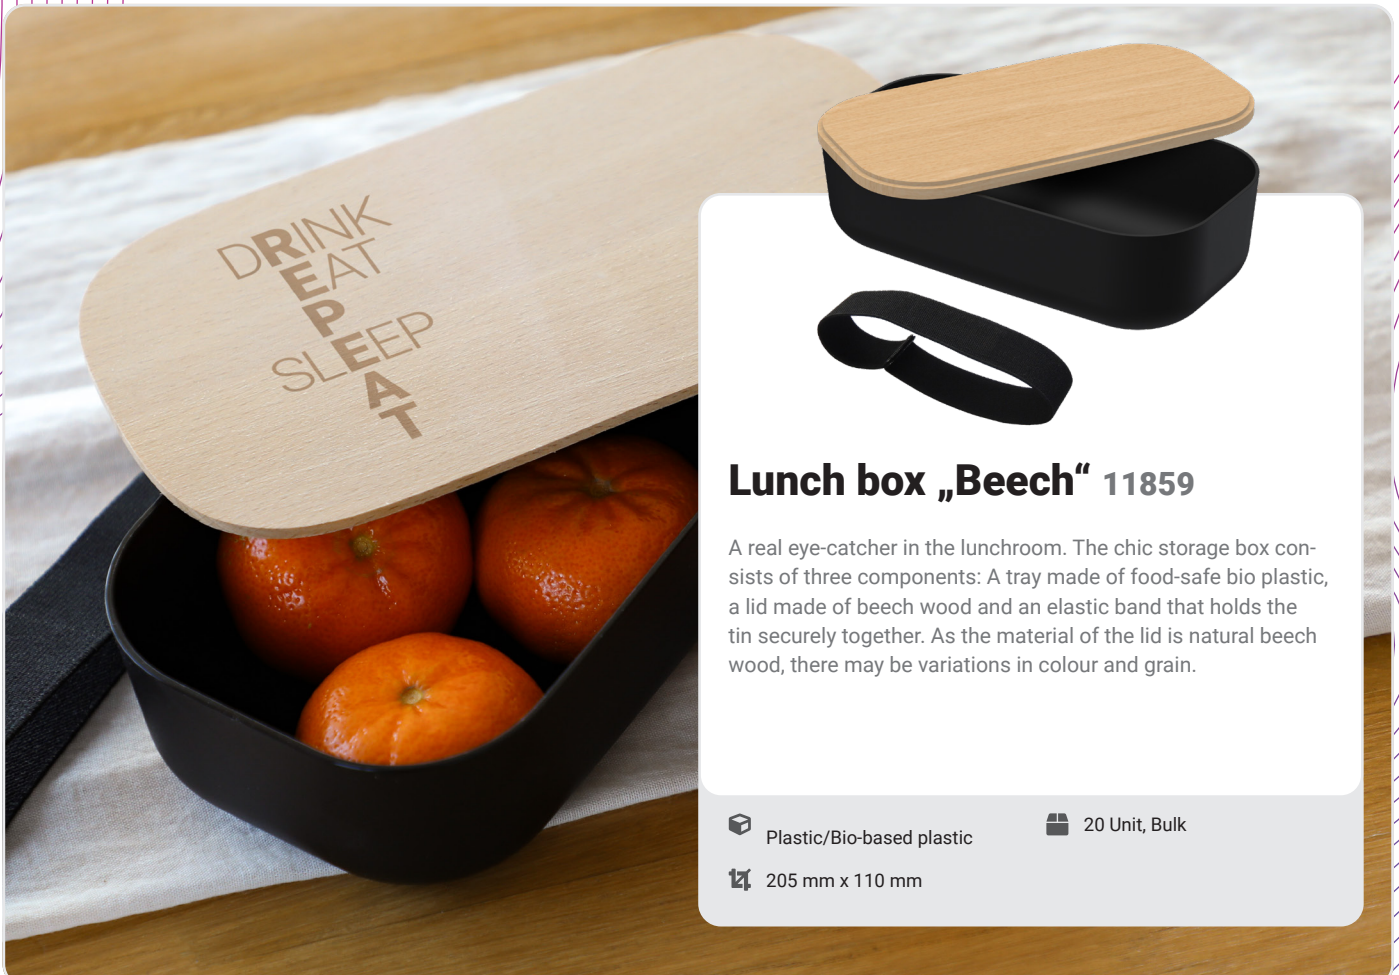 DRINK
EAT
P
SLEEP
A
T
Lunch box „Beech“ 11859
A real eye-catcher in the lunchroom. The chic storage box con-
sists of three components: A tray made of food-safe bio plastic,
a lid made of beech wood and an elastic band that holds the
tin securely together. As the material of the lid is natural beech
wood, there may be variations in colour and grain.
Plastic/Bio-based plastic
20 Unit, Bulk
205 mm x 110 mm